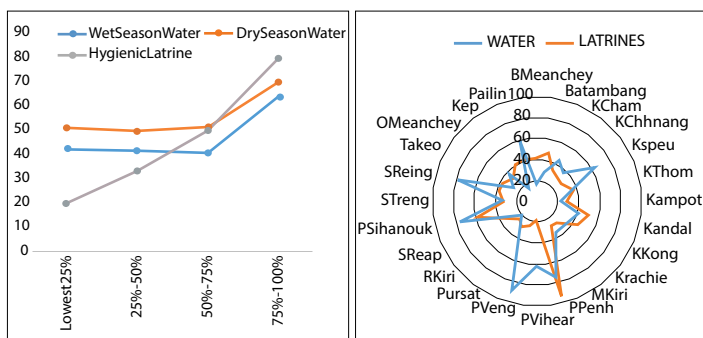 90
80
70
60
50
40
30
20
10
0
WetSeasonWater
DrySeasonWater
HygienicLatrine
Lowest25%
25%-50%
50%-75%
75%-100%
WATER
LATRINES
BMeanchey
Batambang
KCham
KChhnang
Kspeu
KThom
Kampot
Kandal
KKong
Krachie
MKiri
PPenh
PVihear
PVeng
Pursat
RKiri
SReap
PSihanouk
STreng
SReing
Takeo
OMeanchey
Kep
Pailin
100
80
60
40
20
0